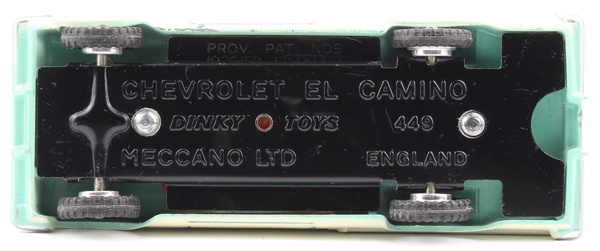 PROV. PAT. NOS
CHEVROLET EL CAMINO
DINKY TOYS 449
MECCANO LTD ENGLAND